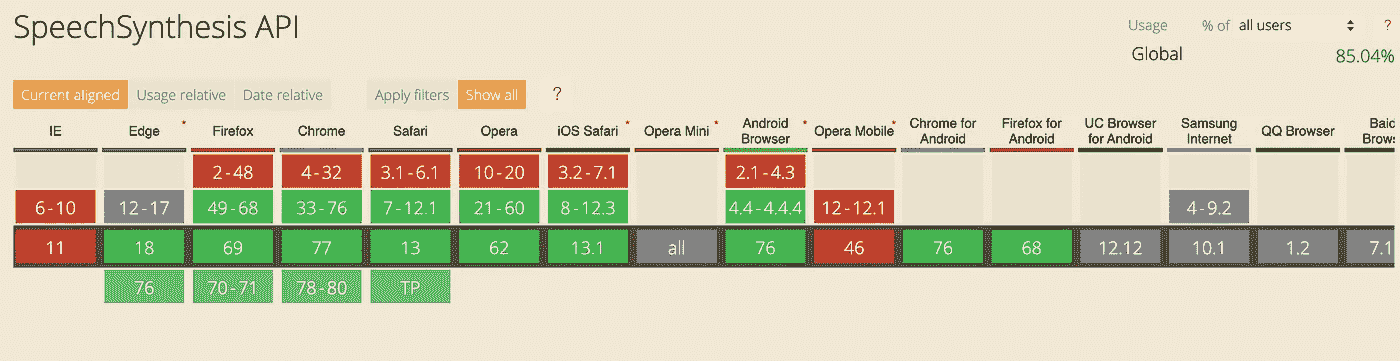 SpeechSynthesis API
Usage % of all users ?
Global 85.04%
Current aligned Usage relative Date relative Apply filters Show all ?
IE Edge * Firefox Chrome Safari Opera iOS Safari * Opera Mini * Android Browser * Opera Mobile * Chrome for Android Firefox for Android UC Browser for Android Samsung Internet QQ Browser
2-48 4-32 3.1-6.1 10-20 3.2-7.1 2.1-4.3
6-10 12-17 49-68 33-76 7-12.1 21-60 8-12.3 4.4-4.4.4 12-12.1 4-9.2
11 18 69 77 13 62 13.1 all 76 46 76 68 12.12 10.1 1.2 7.1
76 70-71 78-80 TP